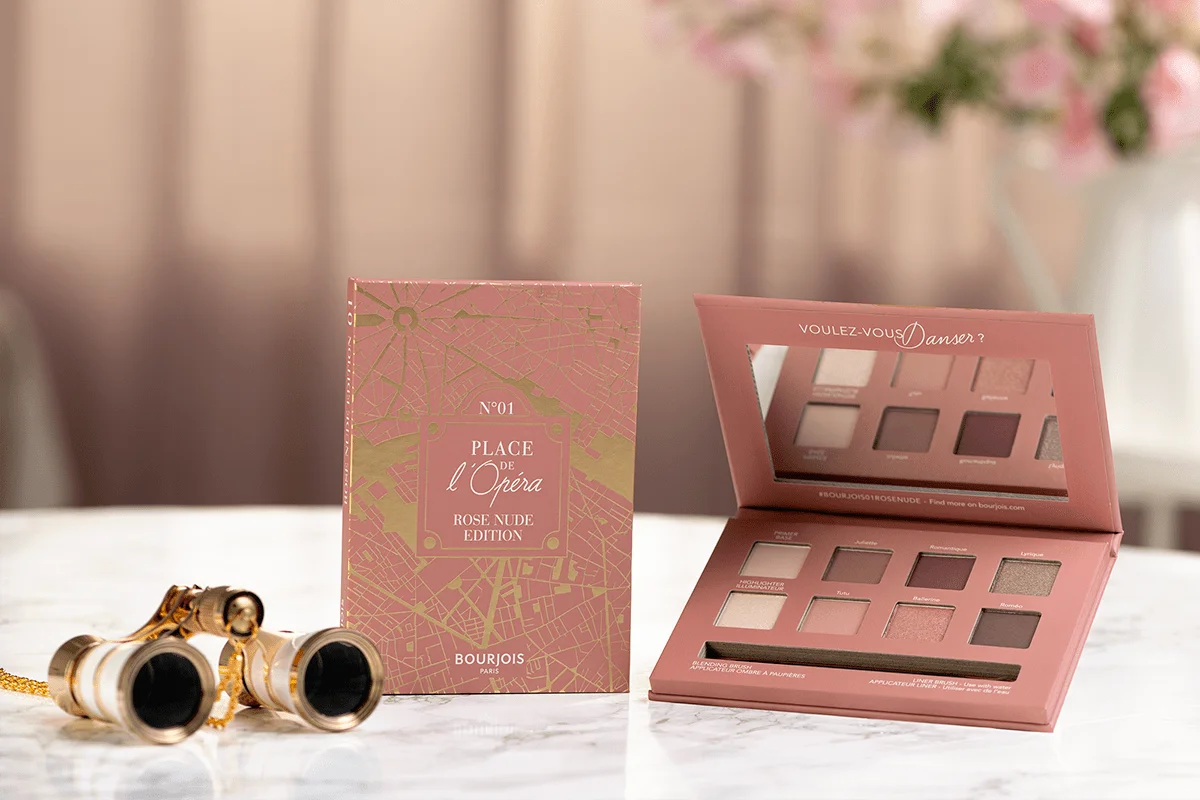 N°01
PLACE
DE
l'Opéra
ROSE NUDE
EDITION
BOURJOIS
PARIS
VOULEZ-VOUS Danser ?
#BOURJOIS01ROSENUDE - Find more on bourjois.com
PRIMER
BASE
Juliette
Romantique
Lyrique
HIGHLIGHTER
ILLUMINATEUR
Tutu
Ballerine
Roméo
BLENDING BRUSH
APPLICATEUR OMBRE À PAUPIÈRES
LINER BRUSH - Use with water
APPLICATEUR LINER - Utiliser avec de l'eau